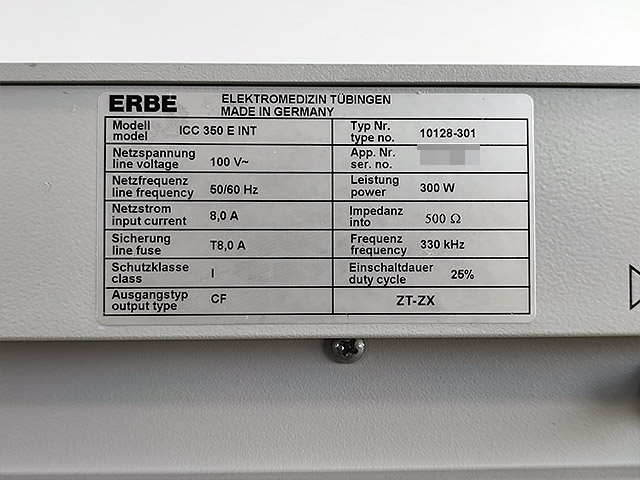 ERBE ELEKTROMEDIZIN TÜBINGEN
MADE IN GERMANY
Modell
model ICC 350 E INT
Typ Nr.
type no. 10128-301
Netzspannung
line voltage 100 V~
App. Nr.
ser. no.
Netzfrequenz
line frequency 50/60 Hz
Leistung
power 300 W
Netzstrom
input current 8,0 A
Impedanz
into 500 Ω
Sicherung
line fuse T8,0 A
Frequenz
frequency 330 kHz
Schutzklasse
class I
Einschaltdauer
duty cycle 25%
Ausgangstyp
output type CF
ZT-ZX